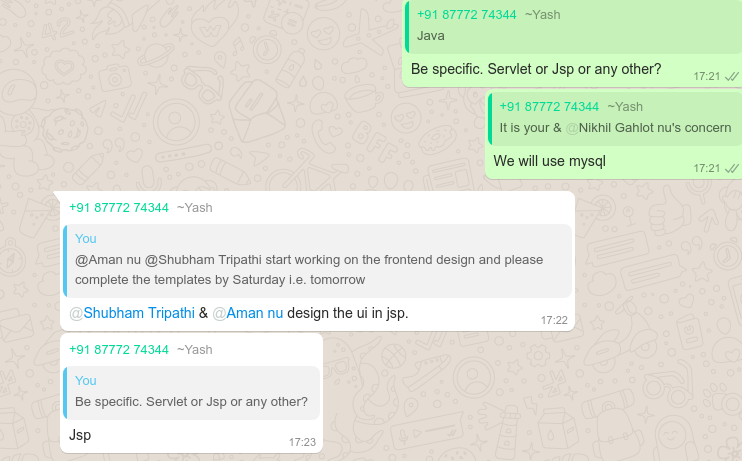 +91 87772 74344 ~Yash
Java
Be specific. Servlet or Jsp or any other?
17:21
+91 87772 74344 ~Yash
It is your & @Nikhil Gahlot nu's concern
We will use mysql
17:21
+91 87772 74344 ~Yash
You
@Aman nu @Shubham Tripathi start working on the frontend design and please
complete the templates by Saturday i.e. tomorrow
@Shubham Tripathi & @Aman nu design the ui in jsp.
17:22
+91 87772 74344 ~Yash
You
Be specific. Servlet or Jsp or any other?
Jsp
17:23